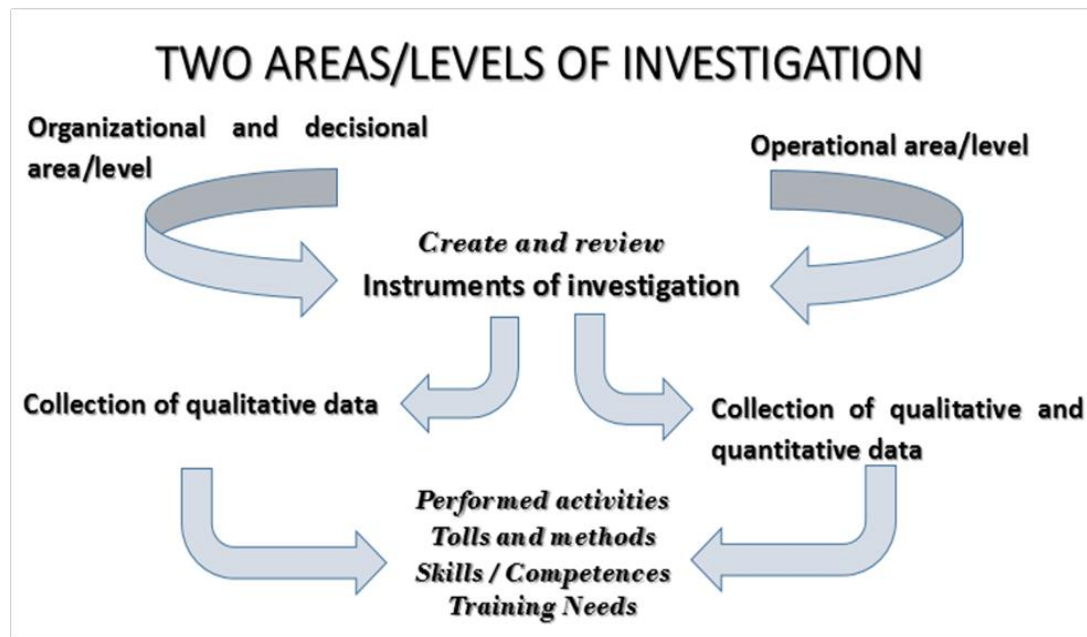 TWO AREAS/LEVELS OF INVESTIGATION
Organizational and decisional
area/level
Operational area/level
Create and review
Instruments of investigation
Collection of qualitative data
Collection of qualitative and
quantitative data
Performed activities
Tolls and methods
Skills / Competences
Training Needs